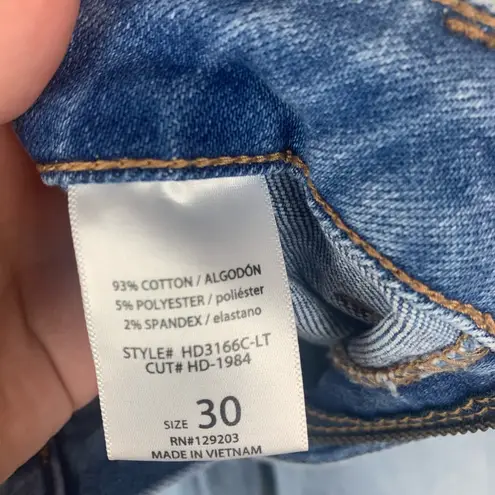 93% COTTON / ALGODÓN
5% POLYESTER / poliéster
2% SPANDEX / elastano
STYLE# HD3166C-LT
CUT# HD-1984
SIZE 30
RN#129203
MADE IN VIETNAM